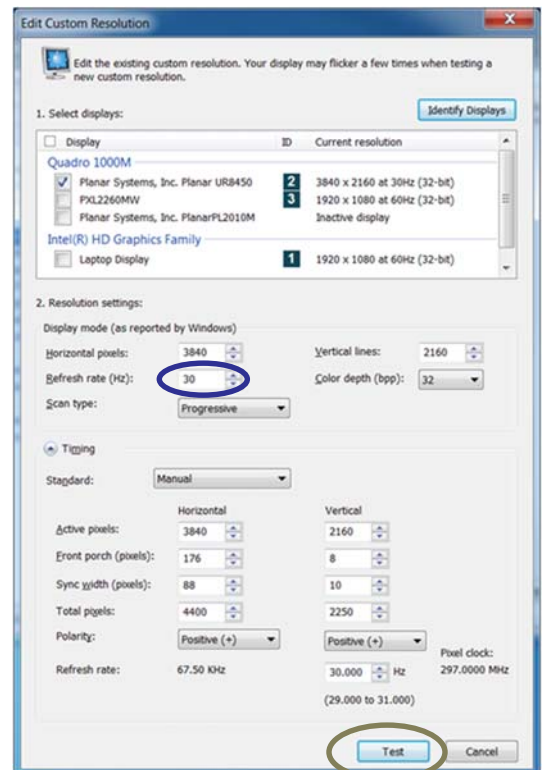 Edit Custom Resolution
Edit the existing custom resolution. Your display may flicker a few times when testing a
new custom resolution.
1. Select displays:
Identify Displays
Display ID Current resolution
Quadro 1000M
Planar Systems, Inc. Planar UR8450 2 3840 x 2160 at 30Hz (32-bit)
PXL2260MW 3 1920 x 1080 at 60Hz (32-bit)
Planar Systems, Inc. PlanarPL2010M Inactive display
Intel(R) HD Graphics Family
Laptop Display 1 1920 x 1080 at 60Hz (32-bit)
2. Resolution settings:
Display mode (as reported by Windows)
Horizontal pixels: 3840 Vertical lines: 2160
Refresh rate (Hz): 30 Color depth (bpp): 32
Scan type: Progressive
Timing
Standard: Manual
Horizontal Vertical
Active pixels: 3840 2160
Front porch (pixels): 176 8
Sync width (pixels): 88 10
Total pixels: 4400 2250
Polarity: Positive (+) Positive (+)
Pixel clock:
Refresh rate: 67.50 KHz 30.000 Hz 297.0000 MHz
(29.000 to 31.000)
Test Cancel